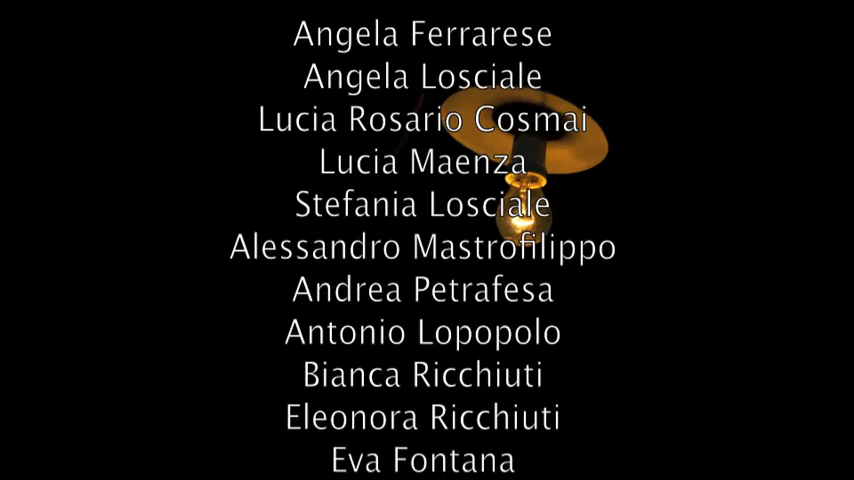 Angela Ferrarese
Angela Losciale
Lucia Rosario Cosmai
Lucia Maenza
Stefania Losciale
Alessandro Mastrofilippo
Andrea Petrafesa
Antonio Lopopolo
Bianca Ricchiuti
Eleonora Ricchiuti
Eva Fontana